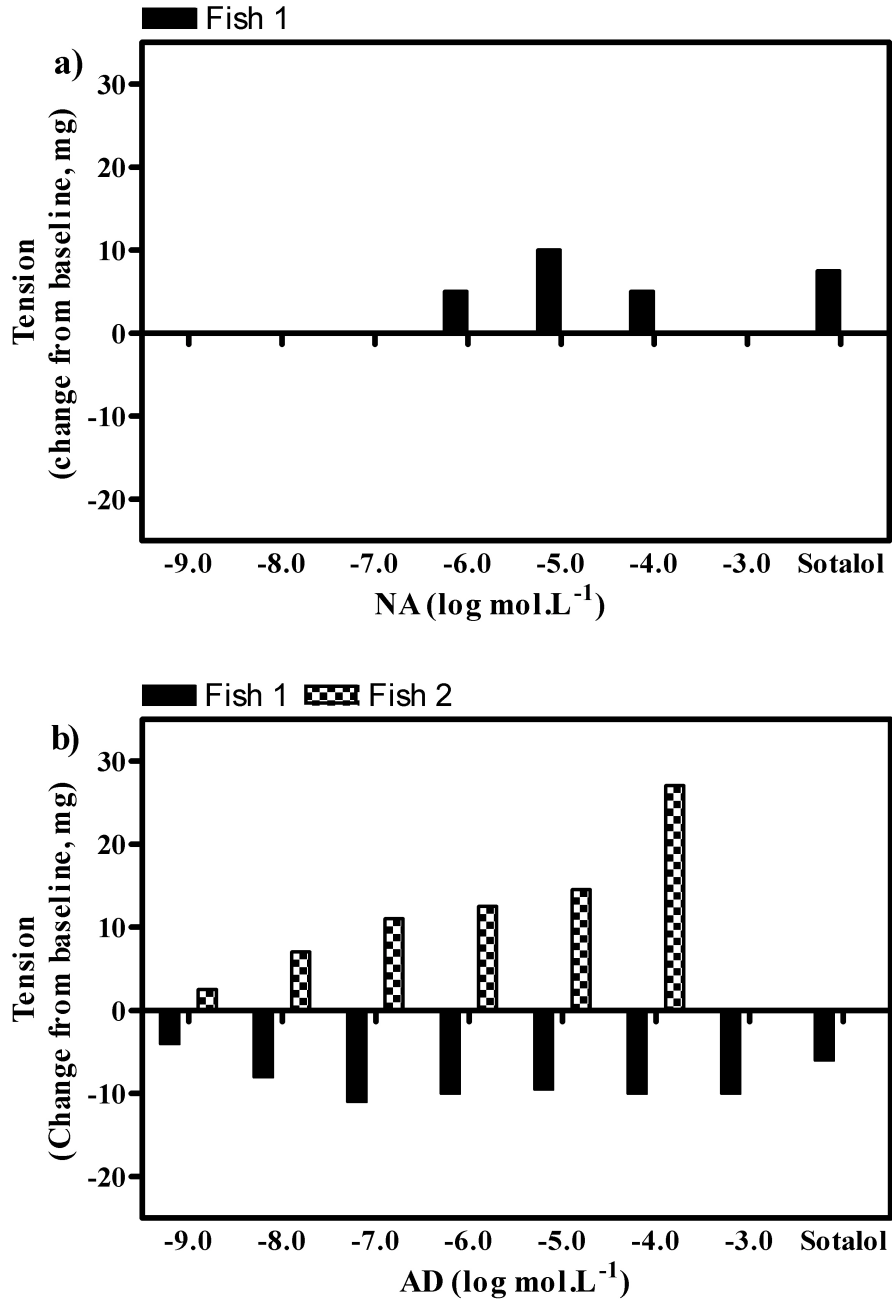 Fish 1
a)
Tension
(change from baseline, mg)
30
20
10
0
-10
-20
-9.0 -8.0 -7.0 -6.0 -5.0 -4.0 -3.0 Sotalol
NA (log mol.L⁻¹)
Fish 1 Fish 2
b)
Tension
(Change from baseline, mg)
30
20
10
0
-10
-20
-9.0 -8.0 -7.0 -6.0 -5.0 -4.0 -3.0 Sotalol
AD (log mol.L⁻¹)